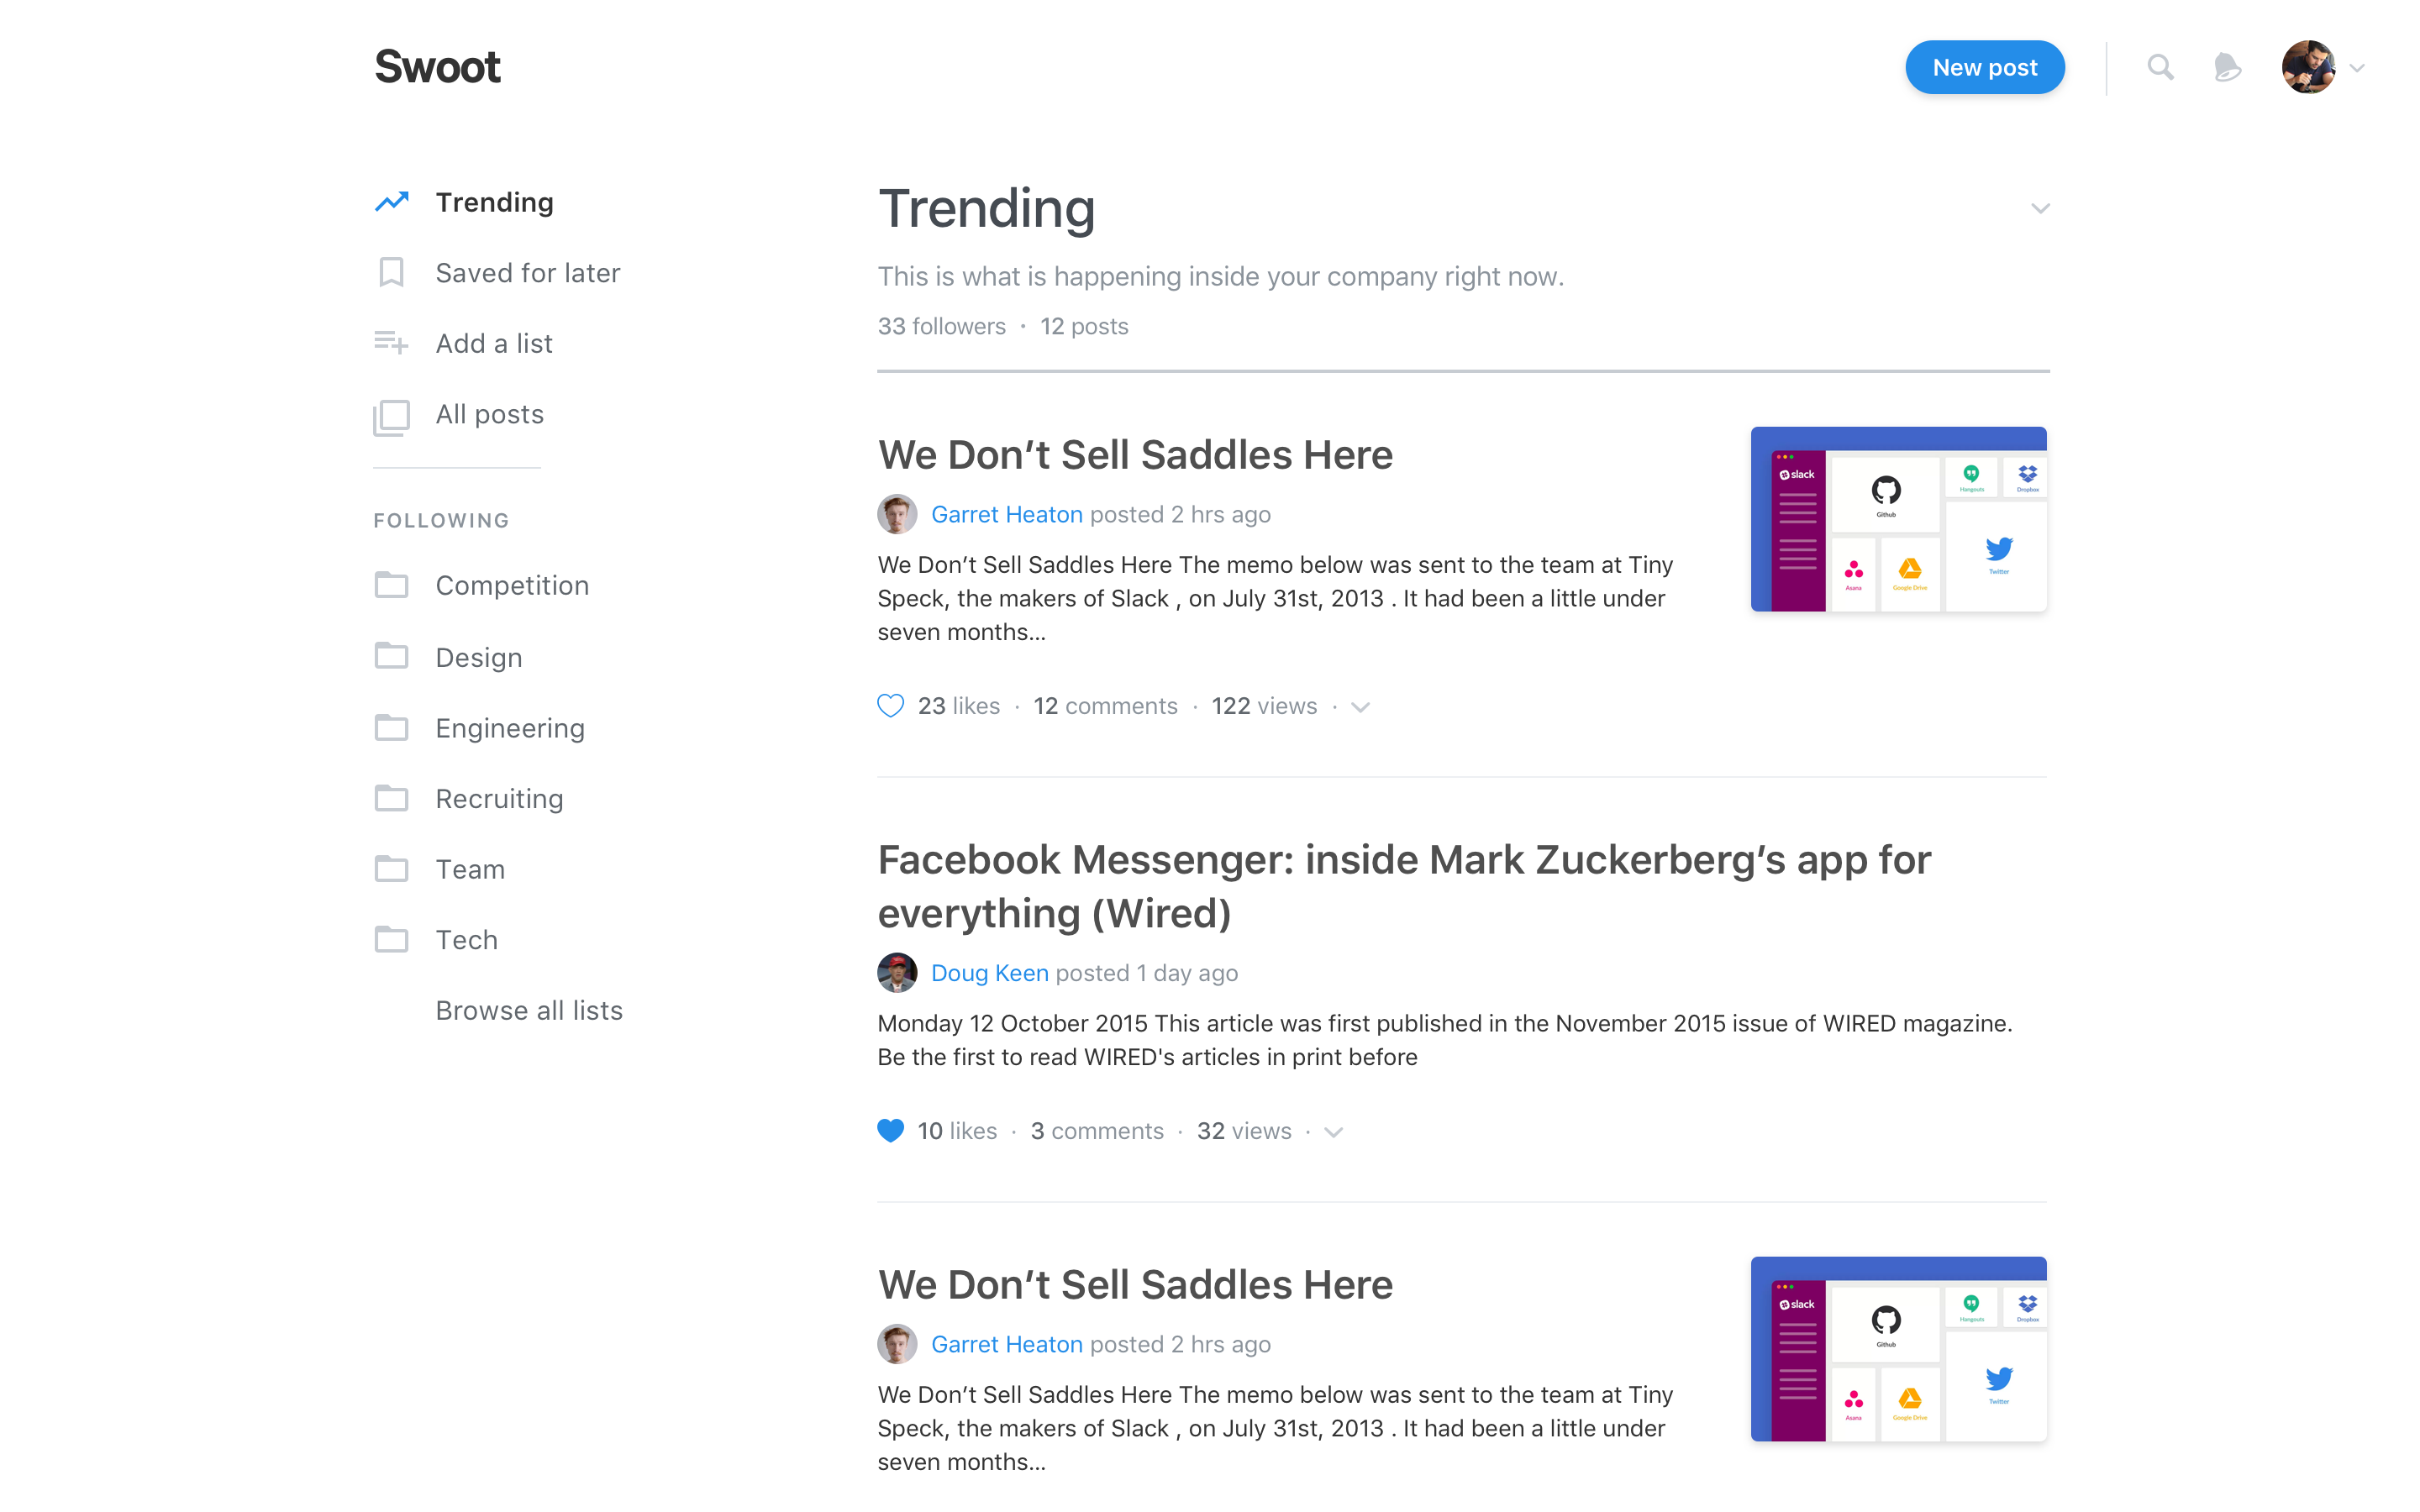 Swoot
New post
Trending
Saved for later
Add a list
All posts
FOLLOWING
Competition
Design
Engineering
Recruiting
Team
Tech
Browse all lists
Trending
This is what is happening inside your company right now.
33 followers · 12 posts
We Don’t Sell Saddles Here
Garret Heaton posted 2 hrs ago
We Don’t Sell Saddles Here The memo below was sent to the team at Tiny
Speck, the makers of Slack , on July 31st, 2013 . It had been a little under
seven months...
slack
Github
Hangouts
Dropbox
Asana
Google Drive
Twitter
23 likes · 12 comments · 122 views ·
Facebook Messenger: inside Mark Zuckerberg’s app for
everything (Wired)
Doug Keen posted 1 day ago
Monday 12 October 2015 This article was first published in the November 2015 issue of WIRED magazine.
Be the first to read WIRED's articles in print before
10 likes · 3 comments · 32 views ·
We Don’t Sell Saddles Here
Garret Heaton posted 2 hrs ago
We Don’t Sell Saddles Here The memo below was sent to the team at Tiny
Speck, the makers of Slack , on July 31st, 2013 . It had been a little under
seven months...
slack
Github
Hangouts
Dropbox
Asana
Google Drive
Twitter